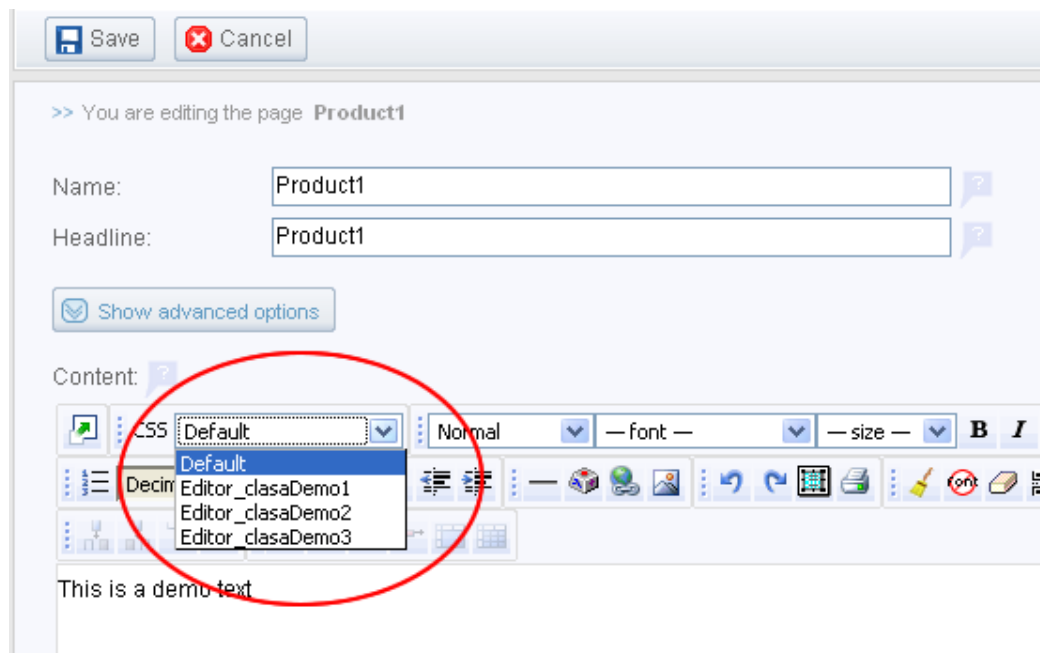 Save Cancel
>> You are editing the page Product1
Name: Product1
Headline: Product1
Show advanced options
Content:
CSS Default Normal — font — — size — B I
Default
Editor_clasaDemo1
Editor_clasaDemo2
Editor_clasaDemo3
This is a demo text